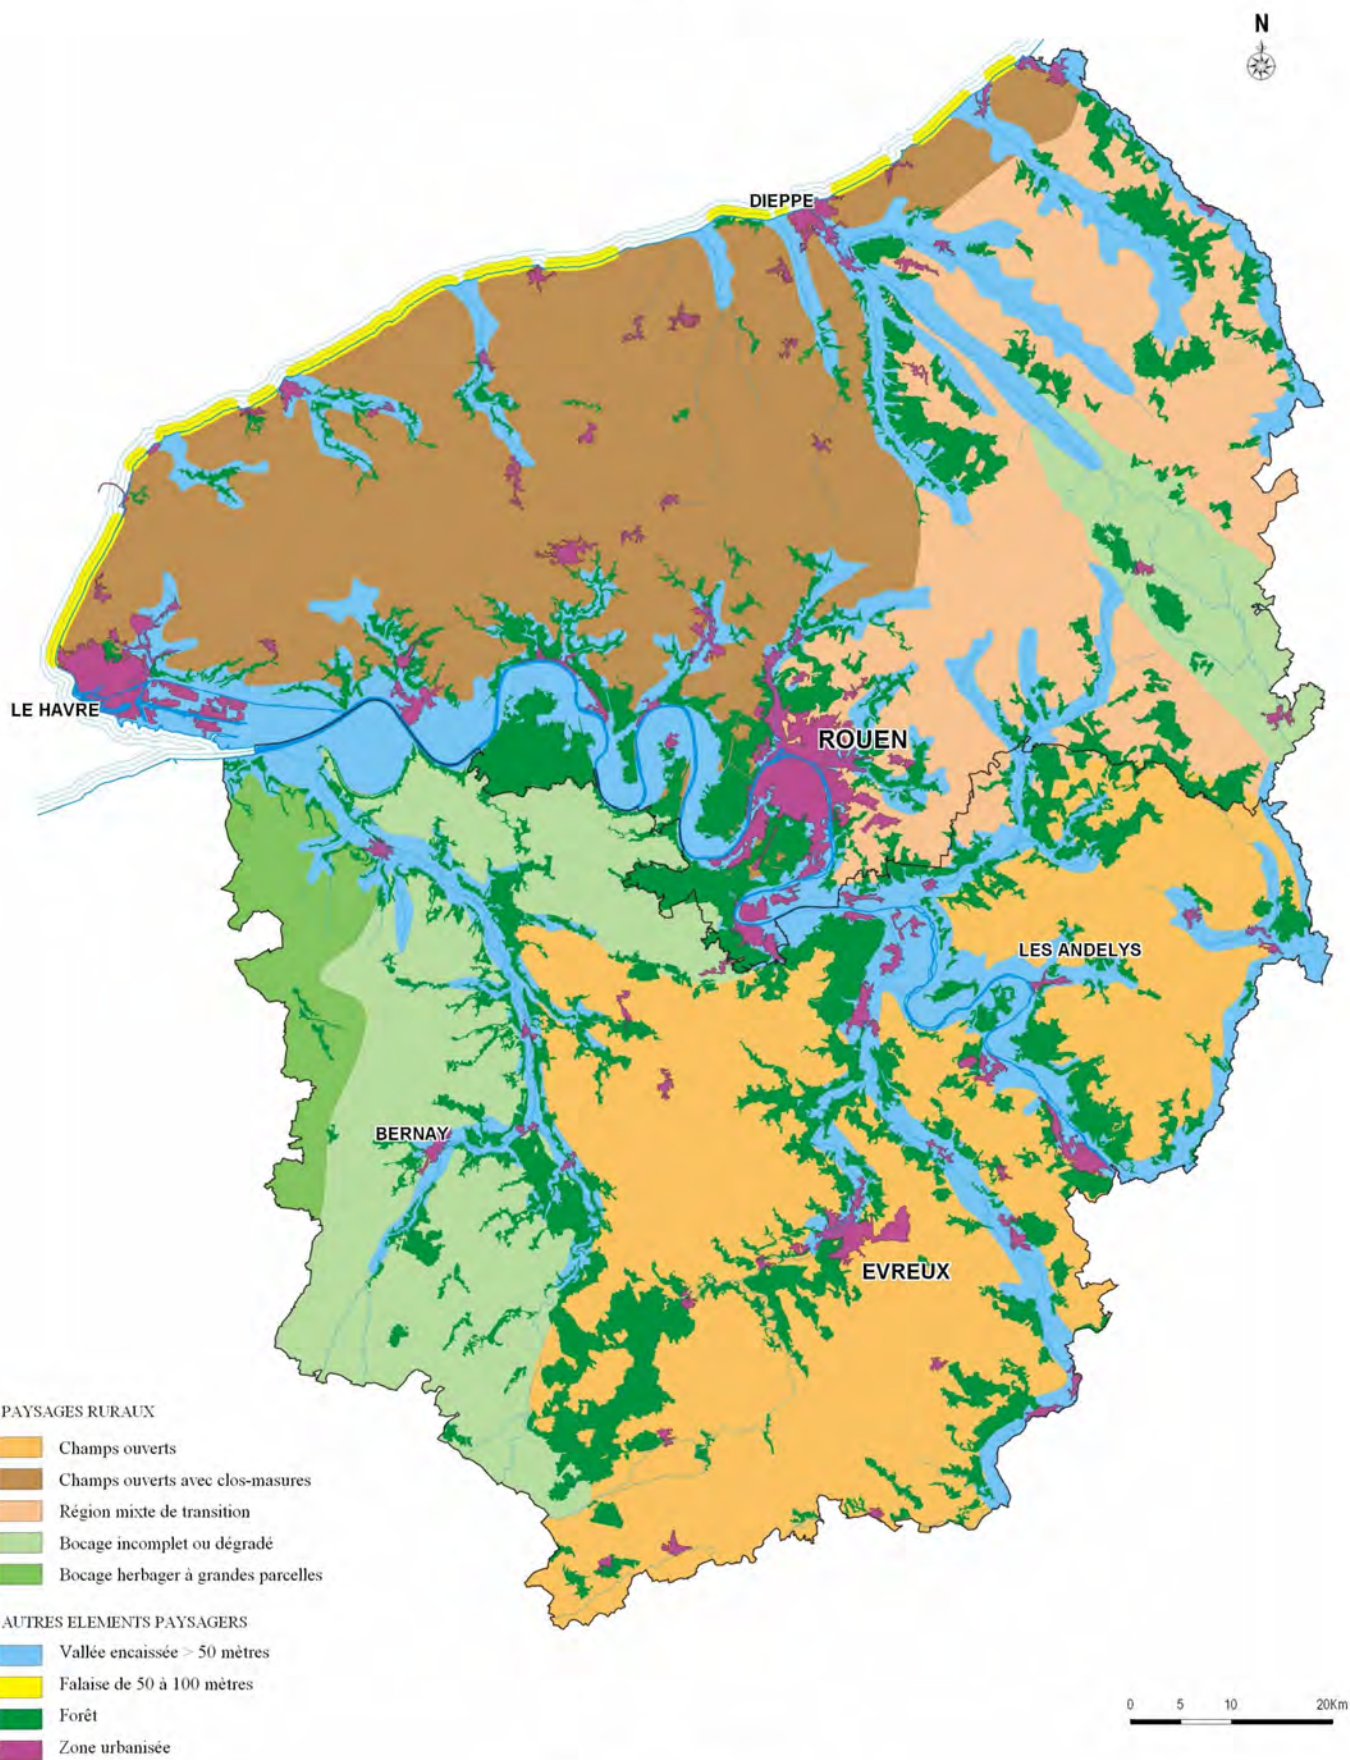 N
DIEPPE
LE HAVRE
ROUEN
LES ANDELYS
BERNAY
EVREUX
PAYSAGES RURAUX
Champs ouverts
Champs ouverts avec clos-masures
Région mixte de transition
Bocage incomplet ou dégradé
Bocage herbager à grandes parcelles
AUTRES ELEMENTS PAYSAGERS
Vallée encaissée > 50 mètres
Falaise de 50 à 100 mètres
Forêt
Zone urbanisée
0 5 10 20Km